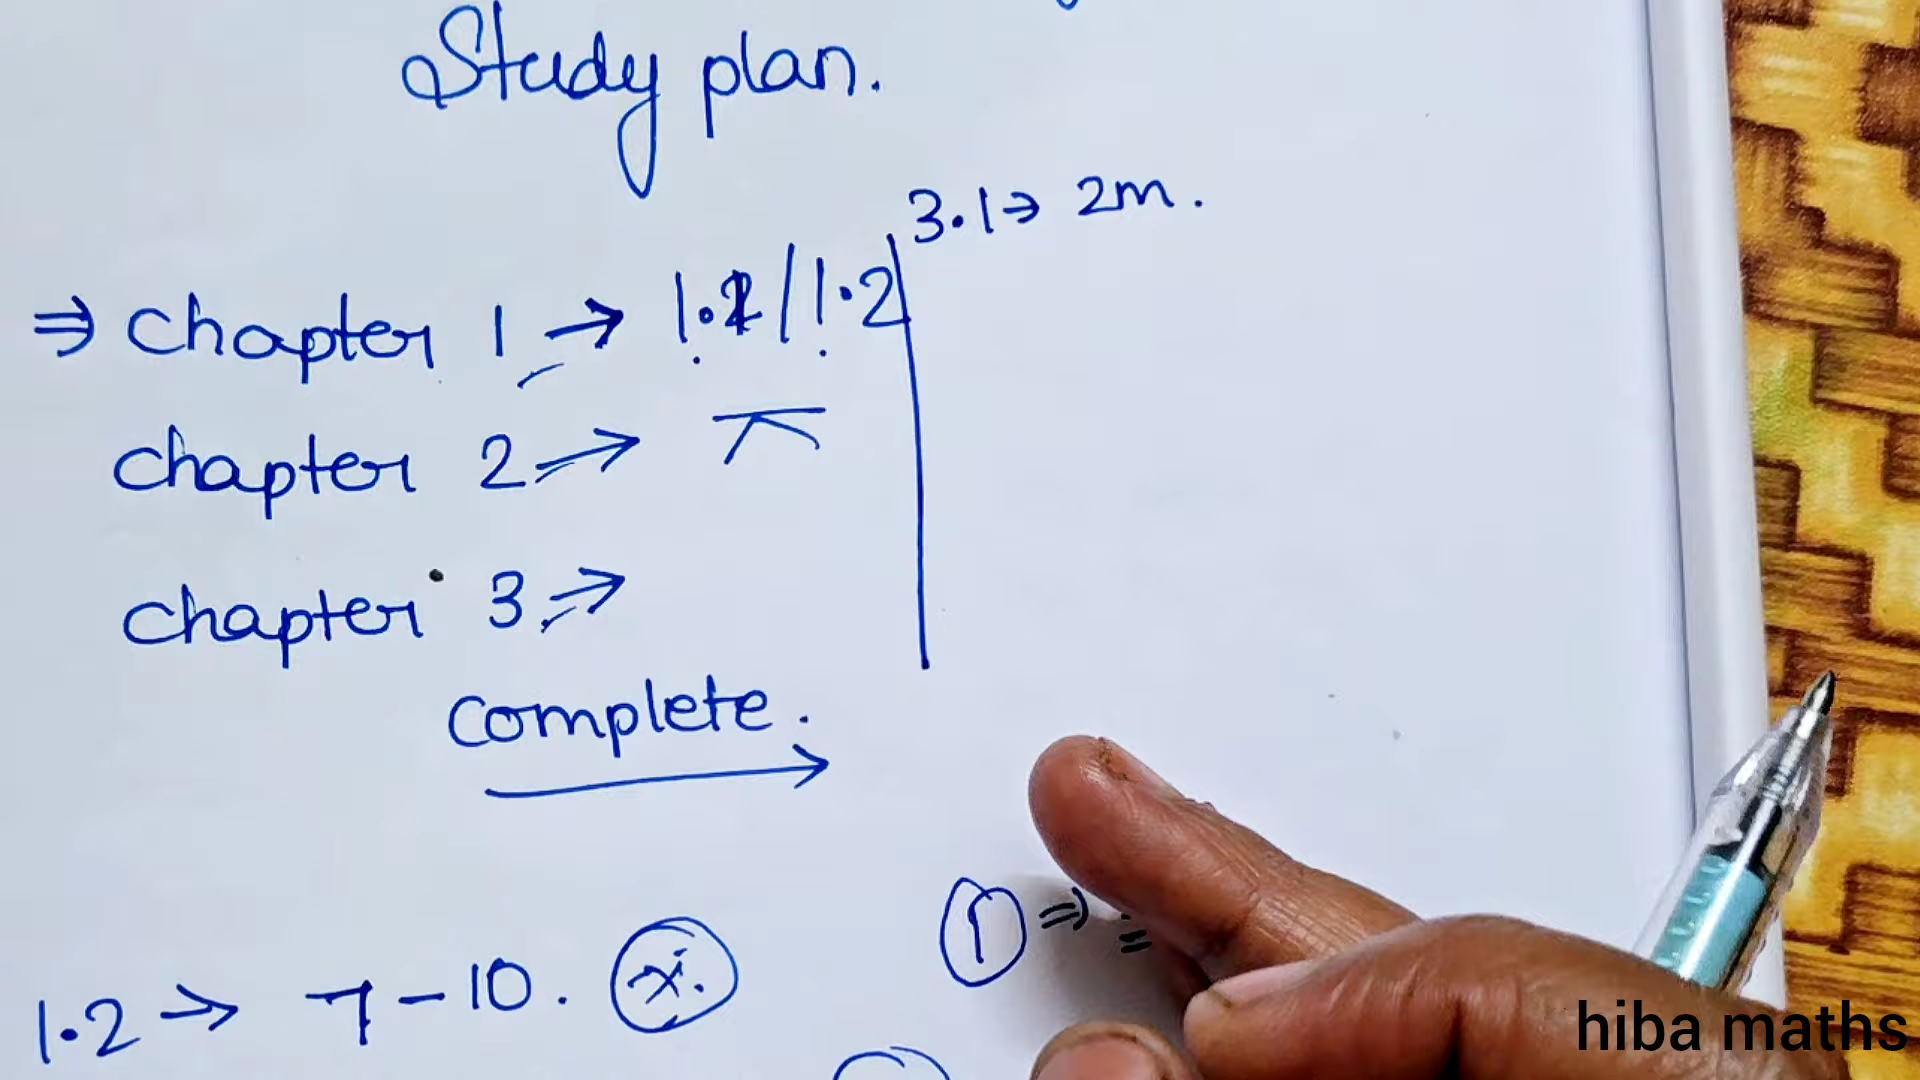 Study plan.
3.1→ 2m.
⇒ Chapter 1 → 1.1/1.2
Chapter 2 →
Chapter 3 →
Complete.
1 ⇒
1.2 → 7-10. x.
hiba maths